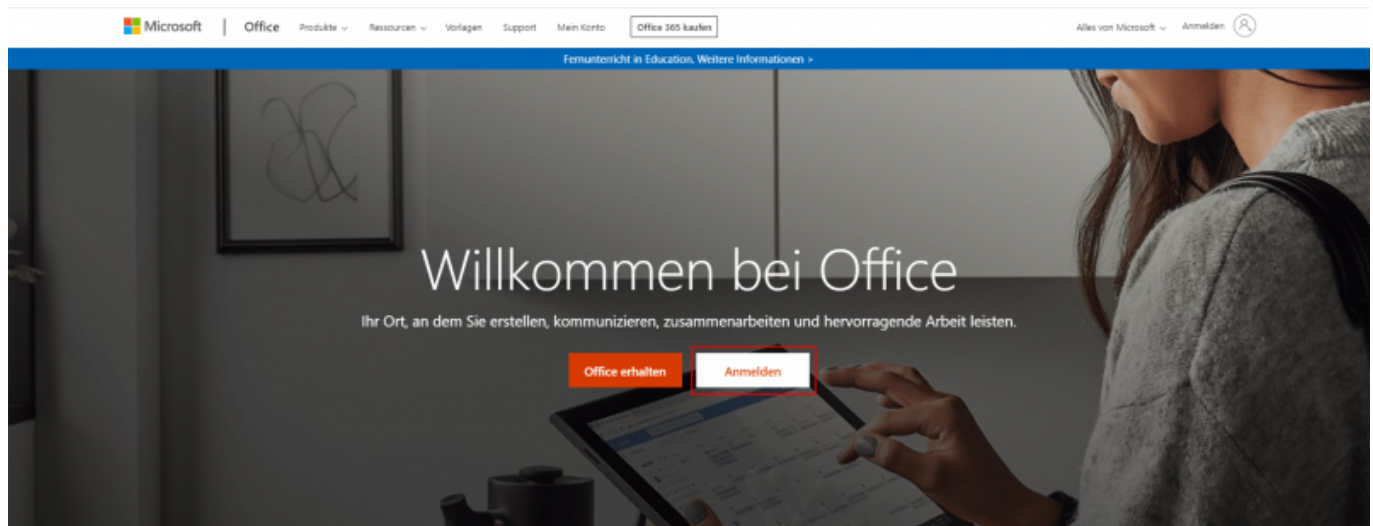 Microsoft | Office Produkte Ressourcen Vorlagen Support Mein Konto Office 365 kaufen Alles von Microsoft Anmelden
Fernunterricht in Education. Weitere Informationen >
Willkommen bei Office
Ihr Ort, an dem Sie erstellen, kommunizieren, zusammenarbeiten und hervorragende Arbeit leisten.
Office erhalten Anmelden